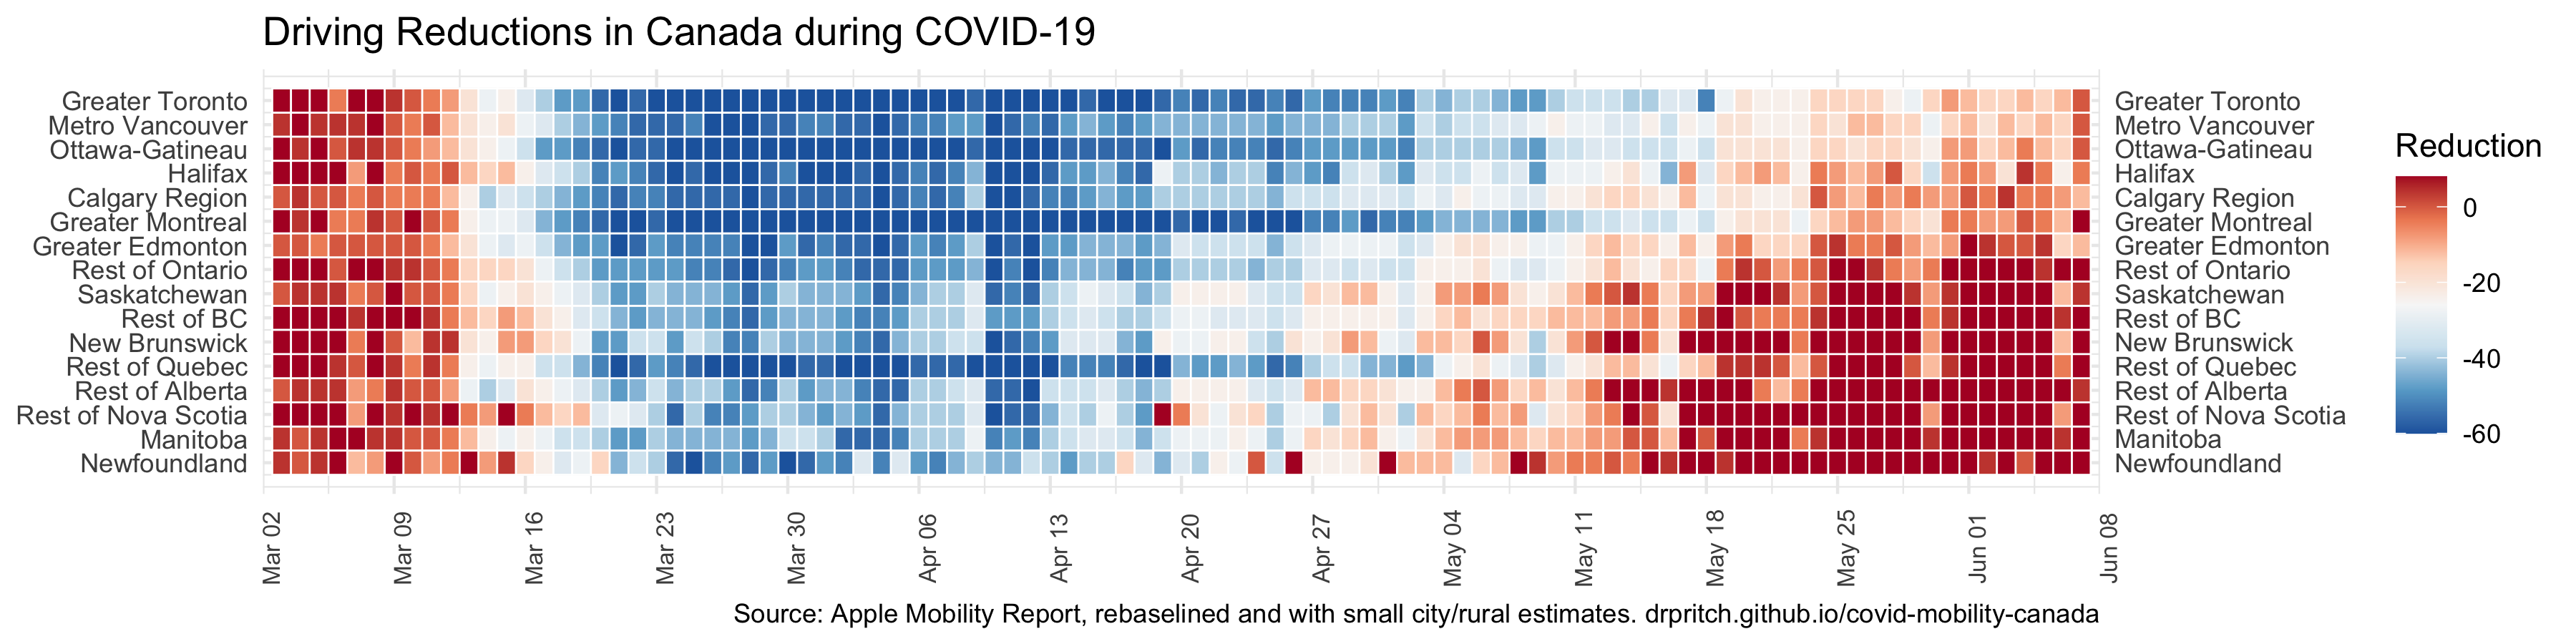 Driving Reductions in Canada during COVID-19
Greater Toronto
Metro Vancouver
Ottawa-Gatineau
Halifax
Calgary Region
Greater Montreal
Greater Edmonton
Rest of Ontario
Saskatchewan
Rest of BC
New Brunswick
Rest of Quebec
Rest of Alberta
Rest of Nova Scotia
Manitoba
Newfoundland
Greater Toronto
Metro Vancouver
Ottawa-Gatineau
Halifax
Calgary Region
Greater Montreal
Greater Edmonton
Rest of Ontario
Saskatchewan
Rest of BC
New Brunswick
Rest of Quebec
Rest of Alberta
Rest of Nova Scotia
Manitoba
Newfoundland
Reduction
0
-20
-40
-60
Mar 02
Mar 09
Mar 16
Mar 23
Mar 30
Apr 06
Apr 13
Apr 20
Apr 27
May 04
May 11
May 18
May 25
Jun 01
Jun 08
Source: Apple Mobility Report, rebaselined and with small city/rural estimates. drpritch.github.io/covid-mobility-canada